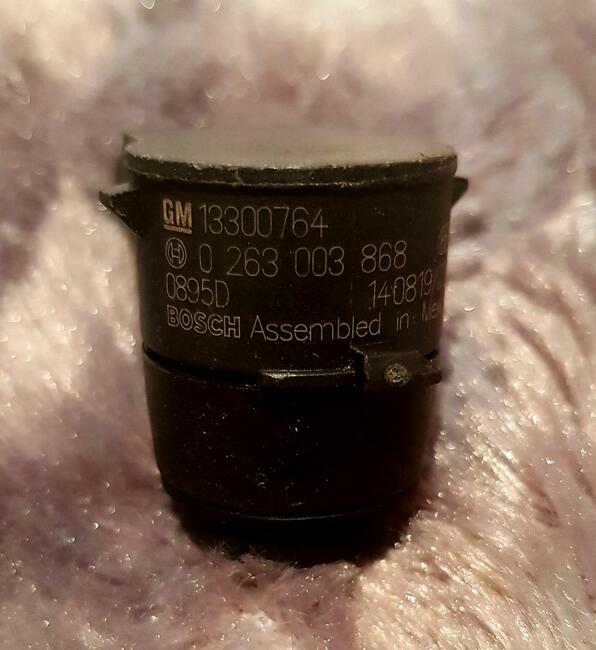 GM 13300764
0 263 003 868
0895D 140819
BOSCH Assembled in